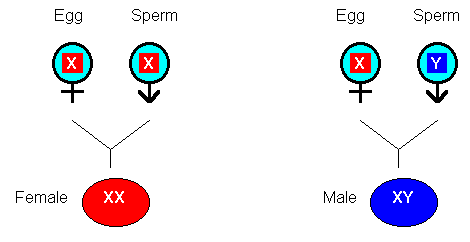 Egg Sperm Egg Sperm
X X X Y
Female XX Male XY